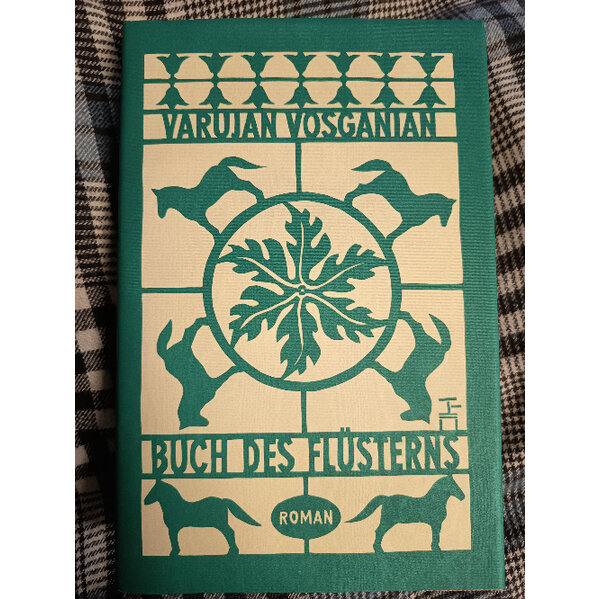 VARUJAN VOSGANIAN
BUCH DES FLÜSTERNS
ROMAN